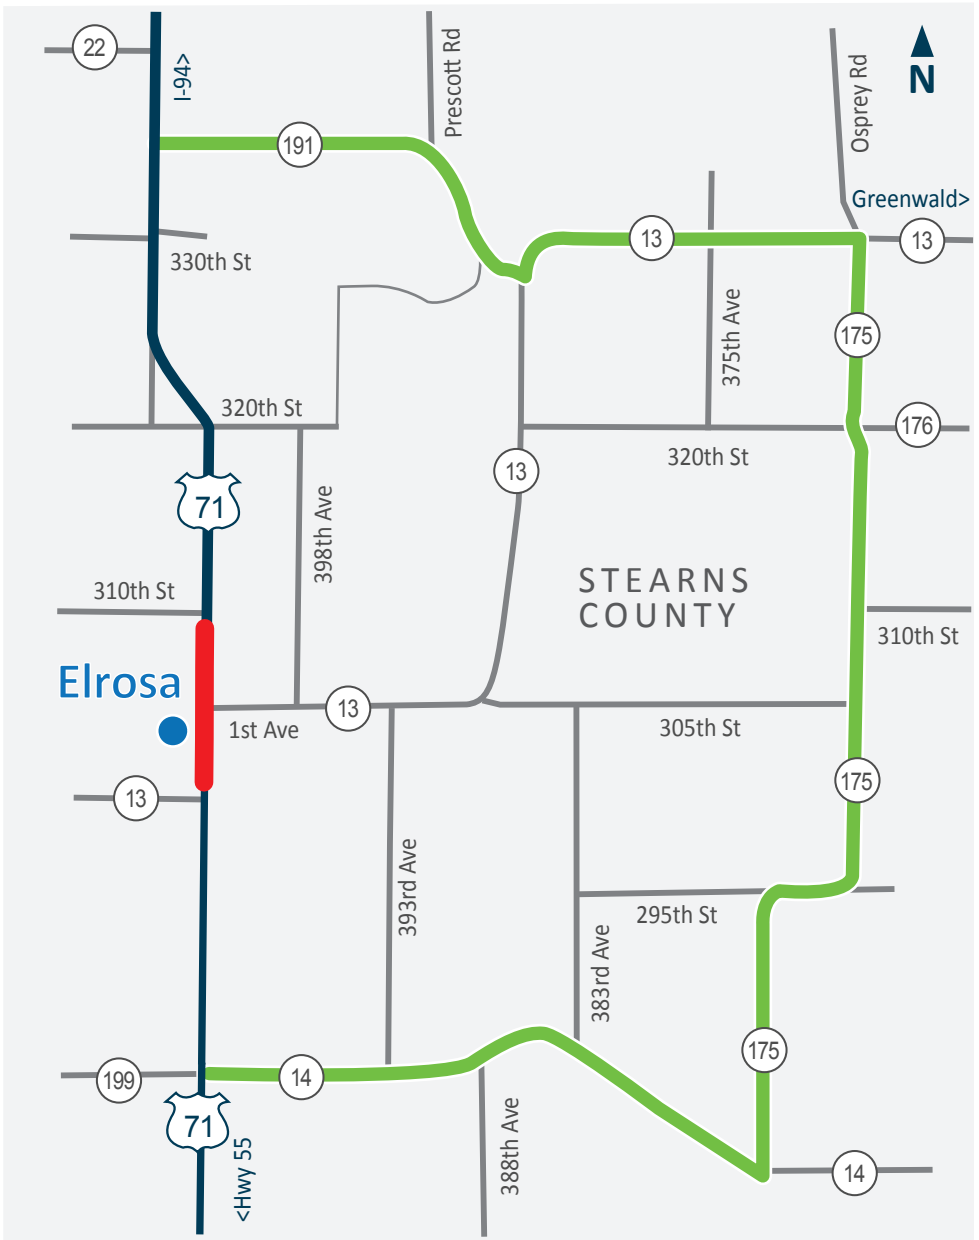 22
I-94>
Prescott Rd
Osprey Rd
N
191
Greenwald>
13
13
330th St
375th Ave
175
320th St
176
13
320th St
71
398th Ave
STEARNS
COUNTY
310th St
310th St
Elrosa
13
1st Ave
305th St
13
175
393rd Ave
295th St
383rd Ave
175
199
14
71
388th Ave
<Hwy 55
14